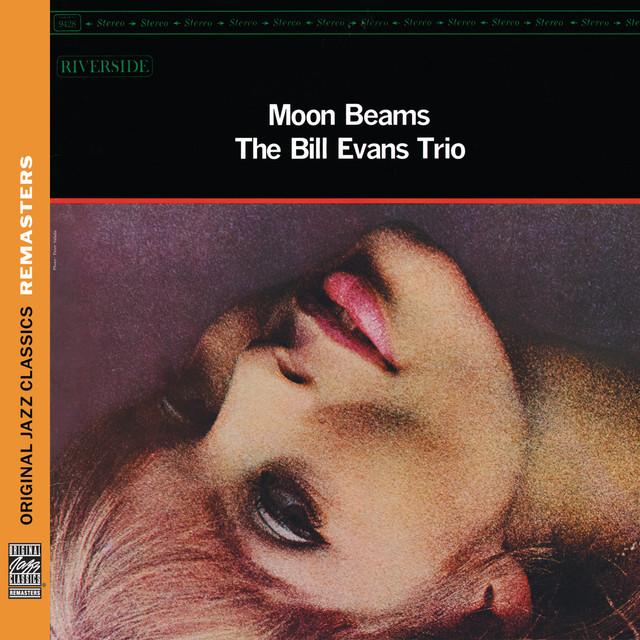 9428 Stereo Stereo Stereo Stereo Stereo Stereo Stereo Stereo Stereo Stereo Stereo Stereo
RIVERSIDE
Moon Beams
The Bill Evans Trio
ORIGINAL JAZZ CLASSICS REMASTERS
ORIGINAL
Jazz
CLASSICS
REMASTERS